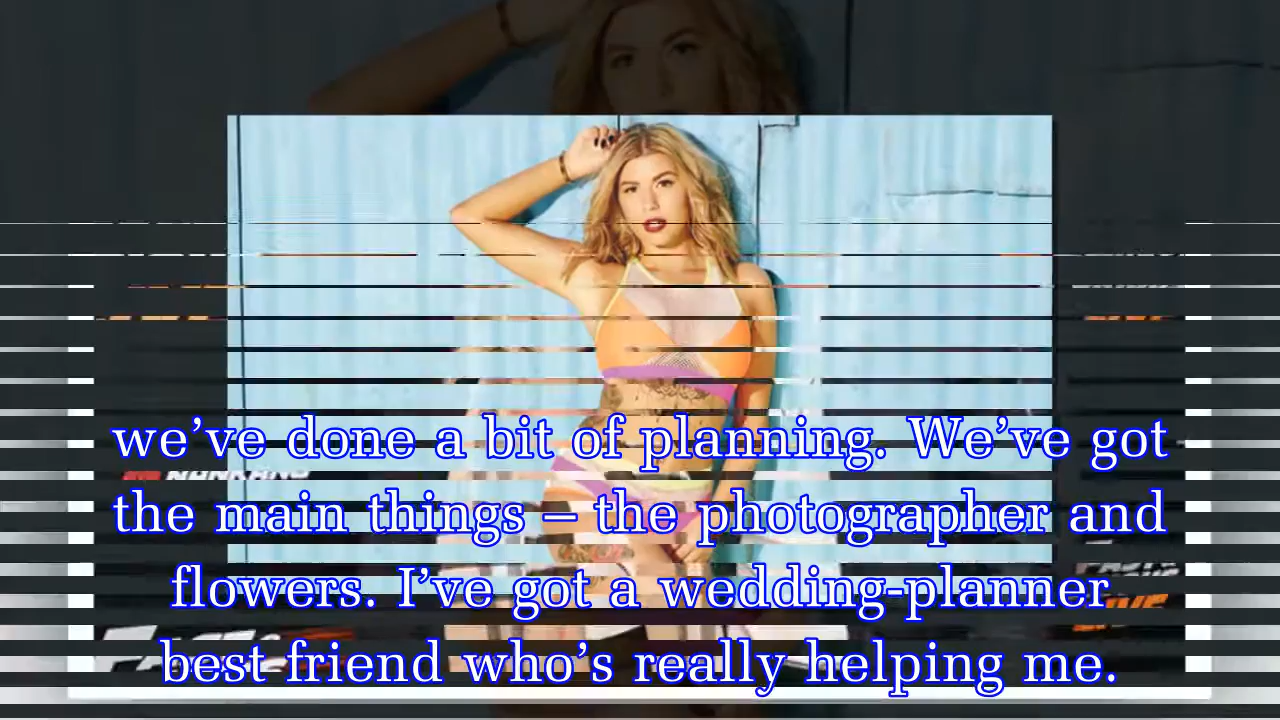 we’ve done a bit of planning. We’ve got
the main things – the photographer and
flowers. I’ve got a wedding-planner
best friend who’s really helping me.
LIVE